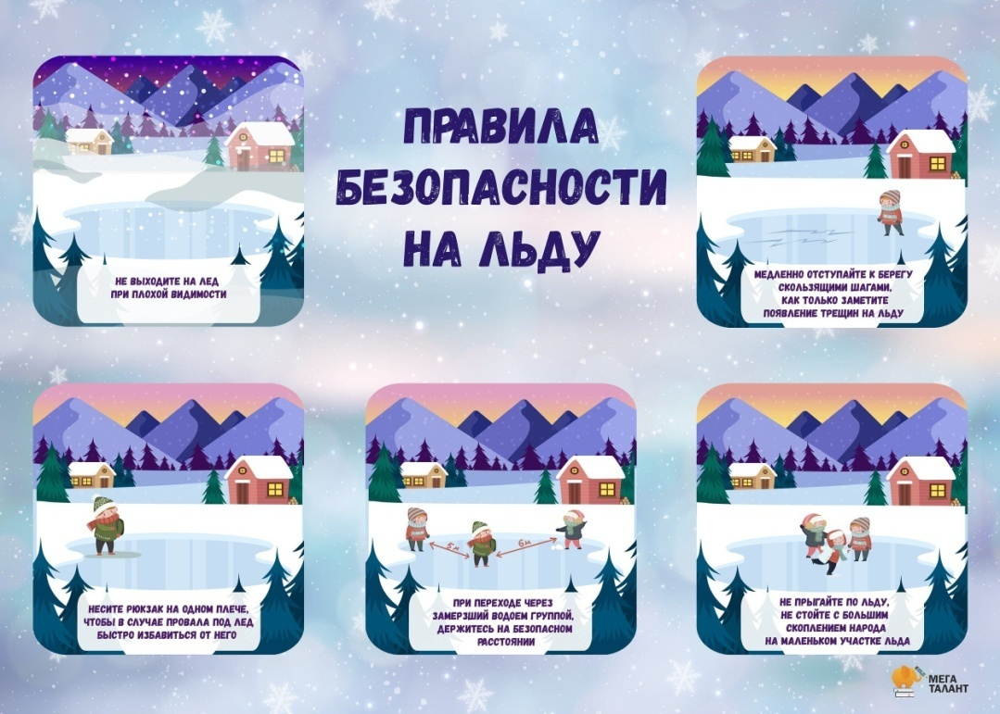 ПРАВИЛА
БЕЗОПАСНОСТИ
НА ЛЬДУ
НЕ ВЫХОДИТЕ НА ЛЕД
ПРИ ПЛОХОЙ ВИДИМОСТИ
МЕДЛЕННО ОТСТУПАЙТЕ К БЕРЕГУ
СКОЛЬЗЯЩИМИ ШАГАМИ,
КАК ТОЛЬКО ЗАМЕТИТЕ
ПОЯВЛЕНИЕ ТРЕЩИН НА ЛЬДУ
НЕСИТЕ РЮКЗАК НА ОДНОМ ПЛЕЧЕ,
ЧТОБЫ В СЛУЧАЕ ПРОВАЛА ПОД ЛЕД
БЫСТРО ИЗБАВИТЬСЯ ОТ НЕГО
5м
6м
ПРИ ПЕРЕХОДЕ ЧЕРЕЗ
ЗАМЕРЗШИЙ ВОДОЕМ ГРУППОЙ,
ДЕРЖИТЕСЬ НА БЕЗОПАСНОМ
РАССТОЯНИИ
НЕ ПРЫГАЙТЕ ПО ЛЬДУ,
НЕ СТОЙТЕ С БОЛЬШИМ
СКОПЛЕНИЕМ НАРОДА
НА МАЛЕНЬКОМ УЧАСТКЕ ЛЬДА
МЕГА
ТАЛАНТ